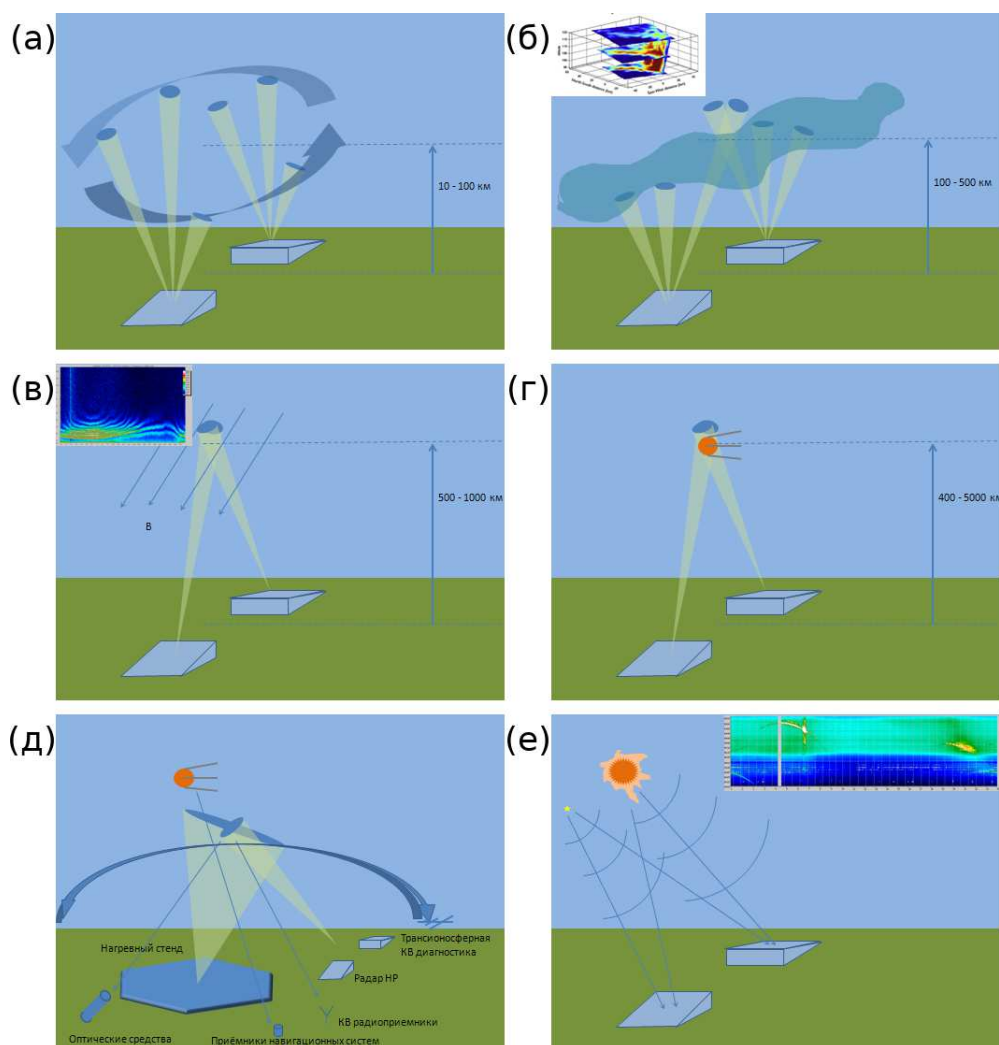 (а)
(б)
10 - 100 км
100 - 500 км
(в)
(г)
В
500 - 1000 км
400 - 5000 км
(д)
(е)
Нагревный стенд
Трансионосферная
КВ диагностика
Радар НР
КВ радиоприемники
Оптические средства
Приёмники навигационных систем